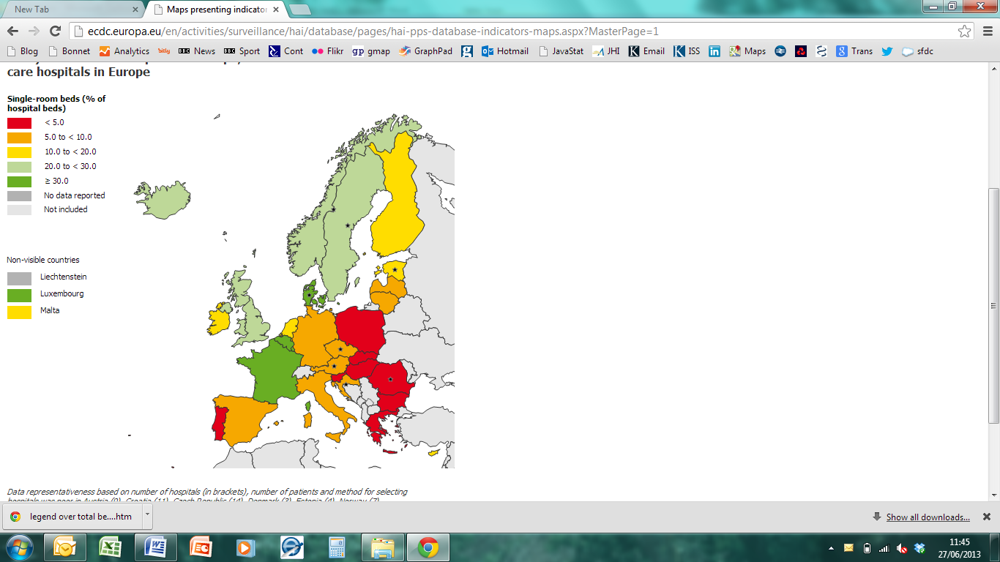 New Tab
Maps presenting indicator
ecdc.europa.eu/en/activities/surveillance/hai/database/pages/hai-pps-database-indicators-maps.aspx?MasterPage=1
Blog Bonnet Analytics bitly News BBC Sport Cont Flikr gp gmap GraphPad g Hotmail JavaStat JHI K Email K ISS in Maps 8 Trans sfdc
care hospitals in Europe
Single-room beds (% of
hospital beds)
< 5.0
5.0 to < 10.0
10.0 to < 20.0
20.0 to < 30.0
≥ 30.0
No data reported
Not included
Non-visible countries
Liechtenstein
Luxembourg
Malta
Data representativeness based on number of hospitals (in brackets), number of patients and method for selecting
hospitals was poor in Austria (9), Croatia (11), Czech Republic (14), Denmark (3), Estonia (4), Norway (7)
legend over total be....htm
Show all downloads...
11:45
27/06/2013